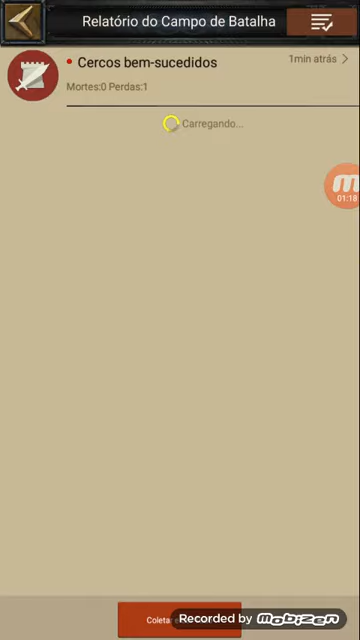 Relatório do Campo de Batalha
Cercos bem-sucedidos
1min atrás
Mortes:0 Perdas:1
Carregando...
01:18
Coletar
Recorded by Mobizen